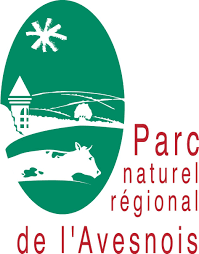 Parc
naturel
régional
de l'Avesnois